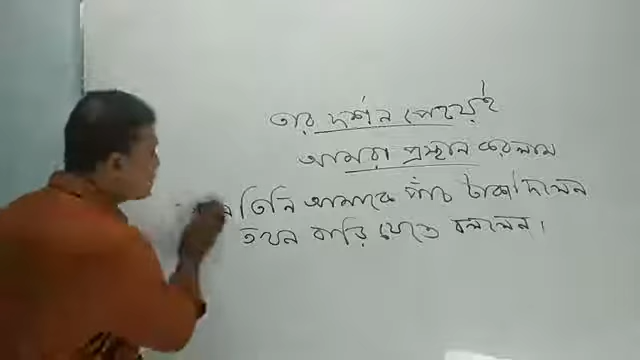 তার দর্শন পেয়েই
আমরা প্রস্থান করলাম
তিনি আমাকে পাঁচ টাকা দিলেন
তখন বাড়ি যেতে বললেন।